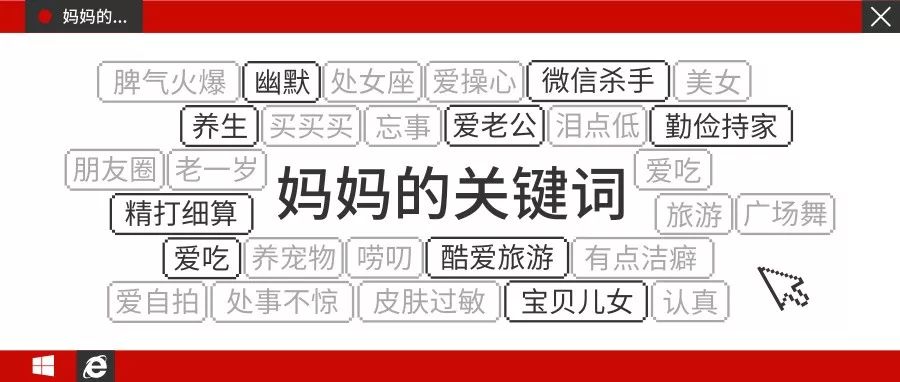 妈妈的...
脾气火爆 幽默 处女座 爱操心 微信杀手 美女
养生 买买买 忘事 爱老公 泪点低 勤俭持家
朋友圈 老一岁 爱吃
妈妈的关键词
精打细算 旅游 广场舞
爱吃 养宠物 唠叨 酷爱旅游 有点洁癖
爱自拍 处事不惊 皮肤过敏 宝贝儿女 认真